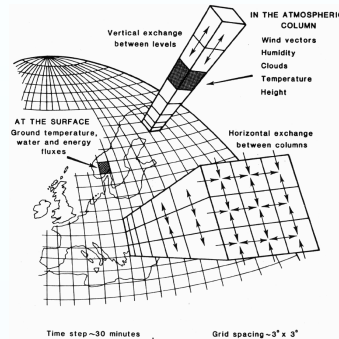 IN THE ATMOSPHERIC
COLUMN
Wind vectors
Humidity
Clouds
Temperature
Height
Vertical exchange
between levels
AT THE SURFACE
Ground temperature,
water and energy
fluxes
Horizontal exchange
between columns
Time step ~30 minutes
Grid spacing ~3° x 3°